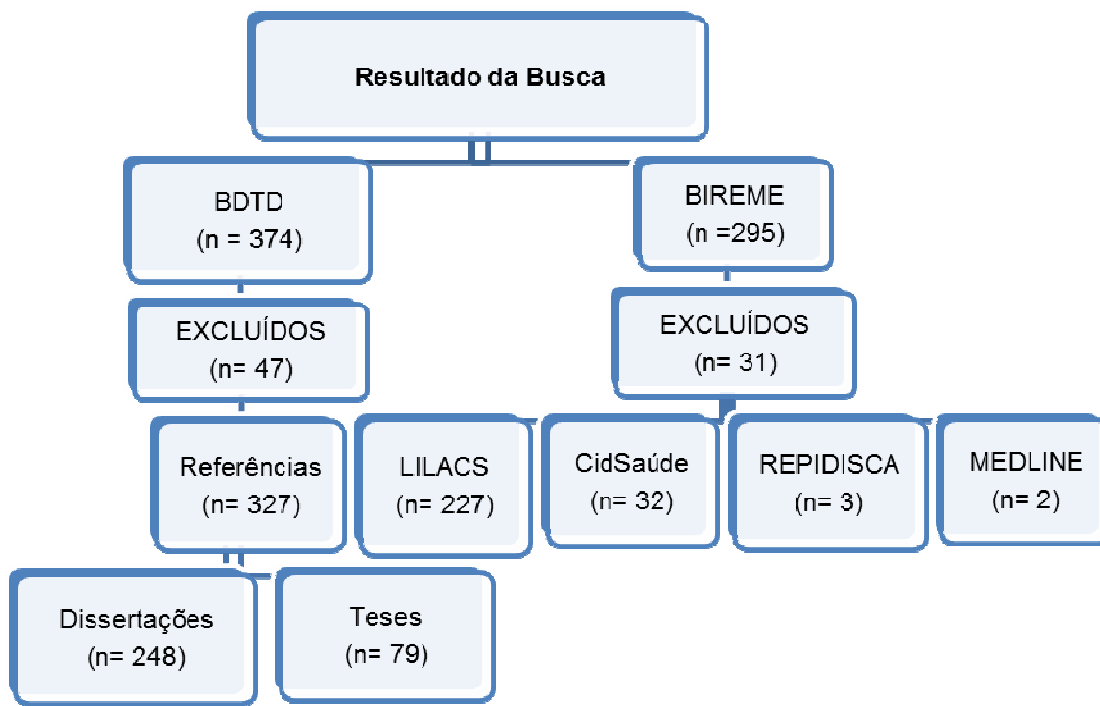 Resultado da Busca
BDTD
(n = 374)
BIREME
(n =295)
EXCLUÍDOS
(n= 47)
EXCLUÍDOS
(n= 31)
Referências
(n= 327)
LILACS
(n= 227)
CidSaúde
(n= 32)
REPIDISCA
(n= 3)
MEDLINE
(n= 2)
Dissertações
(n= 248)
Teses
(n= 79)